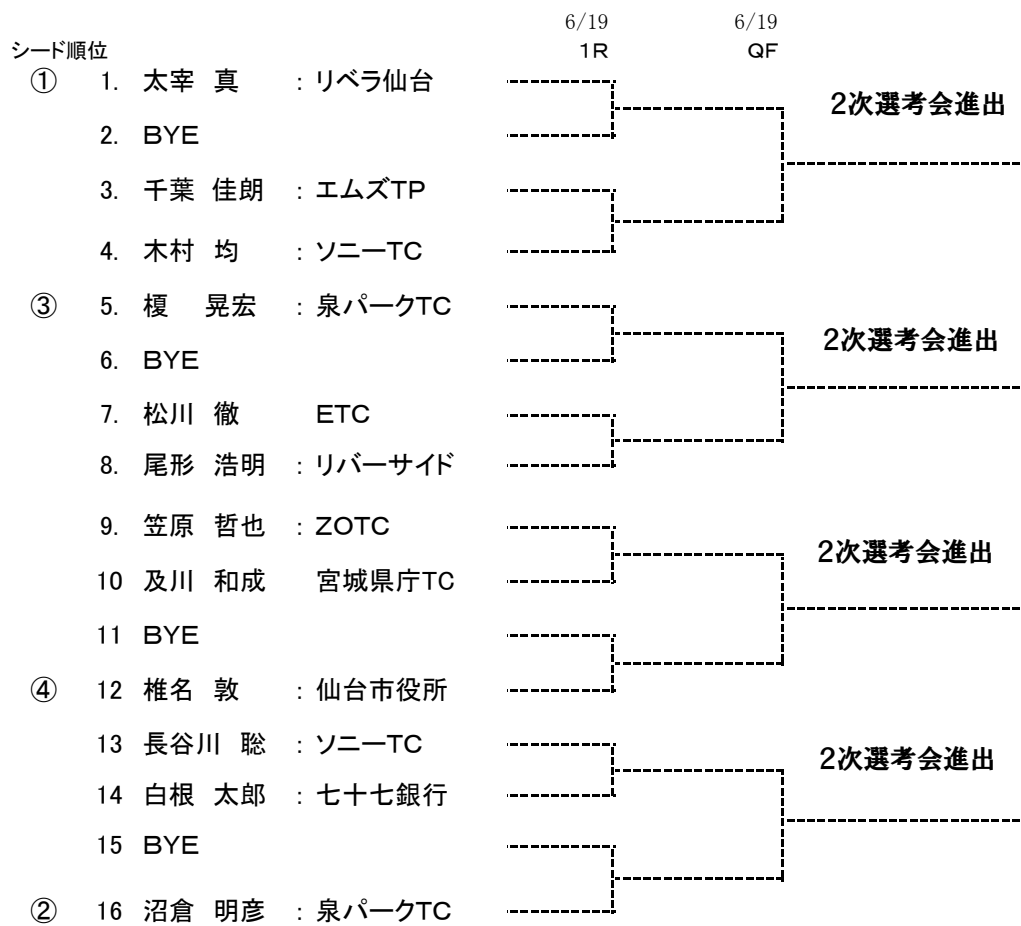 6/19 6/19
シード順位 1R QF
① 1. 太宰 真 : リベラ仙台
2次選考会進出
2. BYE
3. 千葉 佳朗 : エムズTP
4. 木村 均 : ソニーTC
③ 5. 榎 晃宏 : 泉パークTC
2次選考会進出
6. BYE
7. 松川 徹 ETC
8. 尾形 浩明 : リバーサイド
9. 笠原 哲也 : ZOTC
2次選考会進出
10 及川 和成 宮城県庁TC
11 BYE
④ 12 椎名 敦 : 仙台市役所
13 長谷川 聡 : ソニーTC
2次選考会進出
14 白根 太郎 : 七十七銀行
15 BYE
② 16 沼倉 明彦 : 泉パークTC